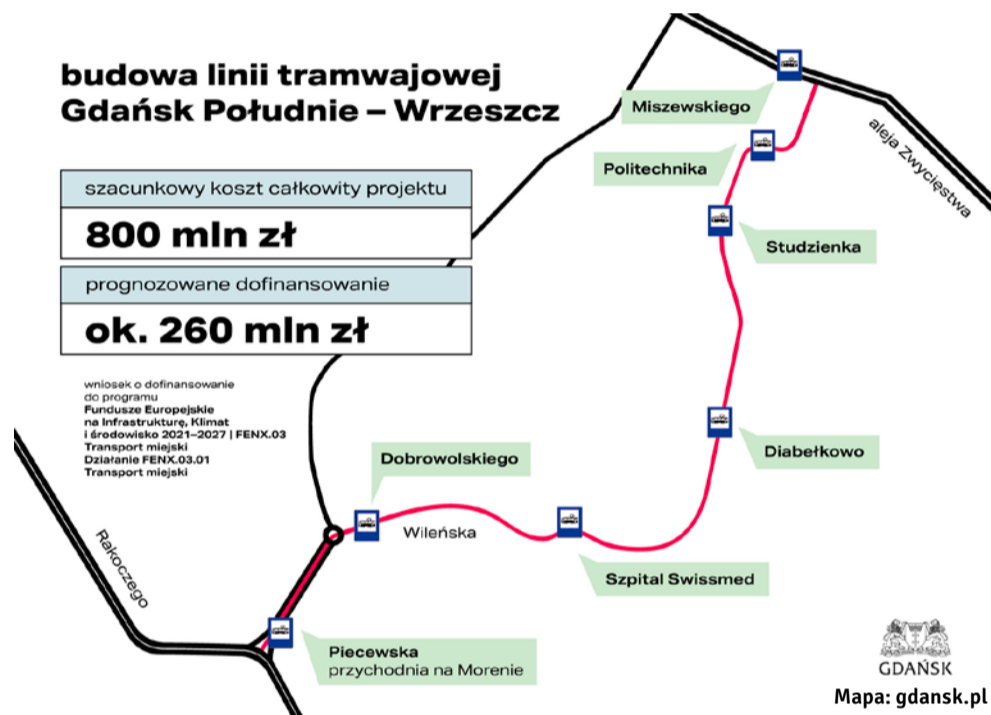 budowa linii tramwajowej
Gdańsk Południe – Wrzeszcz
szacunkowy koszt całkowity projektu
800 mln zł
prognozowane dofinansowanie
ok. 260 mln zł
wniosek o dofinansowanie
do programu
Fundusze Europejskie
na Infrastrukturę, Klimat
i środowisko 2021–2027 | FENX.03
Transport miejski
Działanie FENX.03.01
Transport miejski
Miszewskiego
aleja Zwycięstwa
Politechnika
Studzienka
Diabełkowo
Dobrowolskiego
Wileńska
Szpital Swissmed
Rakoczego
Piecewska
przychodnia na Morenie
GDAŃSK
Mapa: gdansk.pl